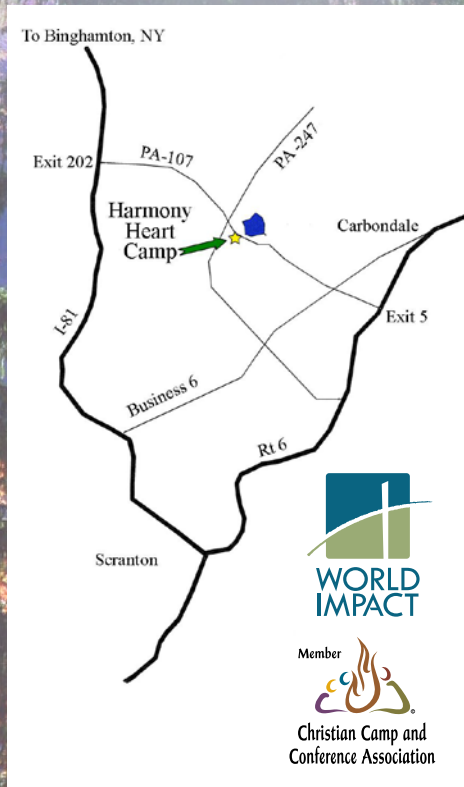 To Binghamton, NY
Exit 202
PA-107
PA-247
Harmony
Heart
Camp
Carbondale
I-81
Exit 5
Business 6
Rt 6
Scranton
WORLD
IMPACT
Member
Christian Camp and
Conference Association